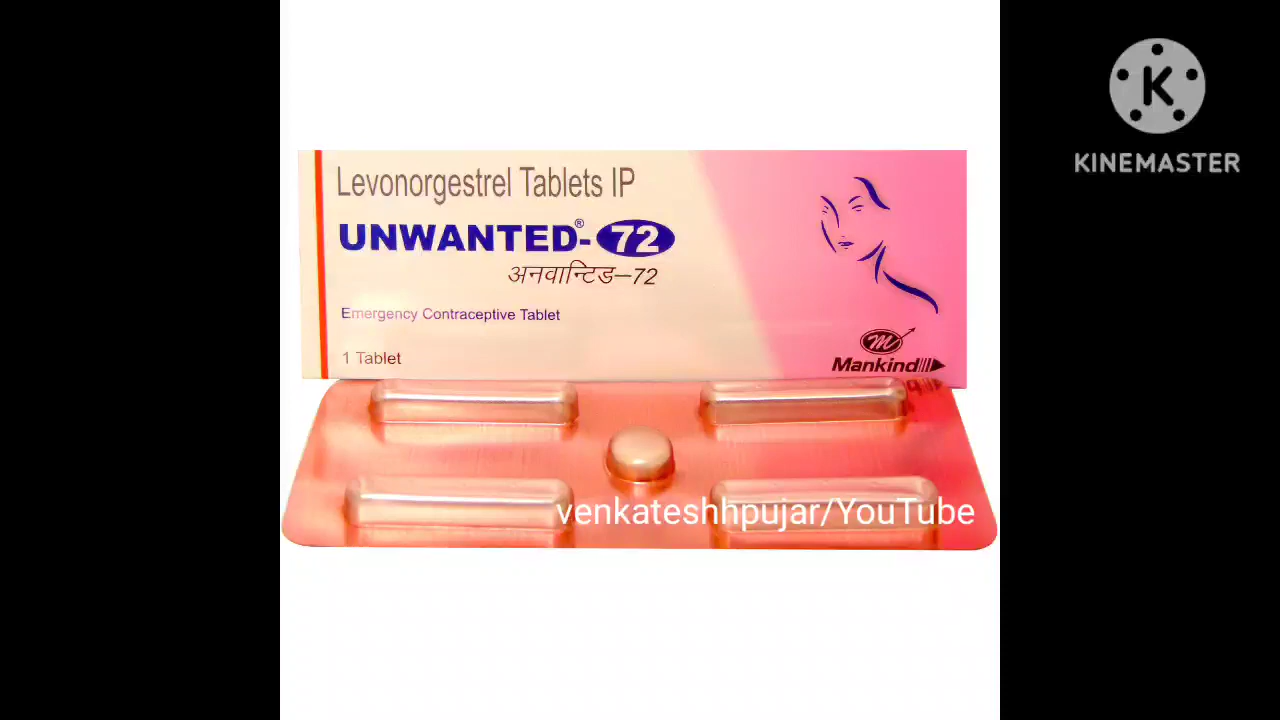 K
KINEMASTER
Levonorgestrel Tablets IP
UNWANTED®-72
अनवान्टिड–72
Emergency Contraceptive Tablet
1 Tablet
m
Mankind
venkateshhpujar/YouTube